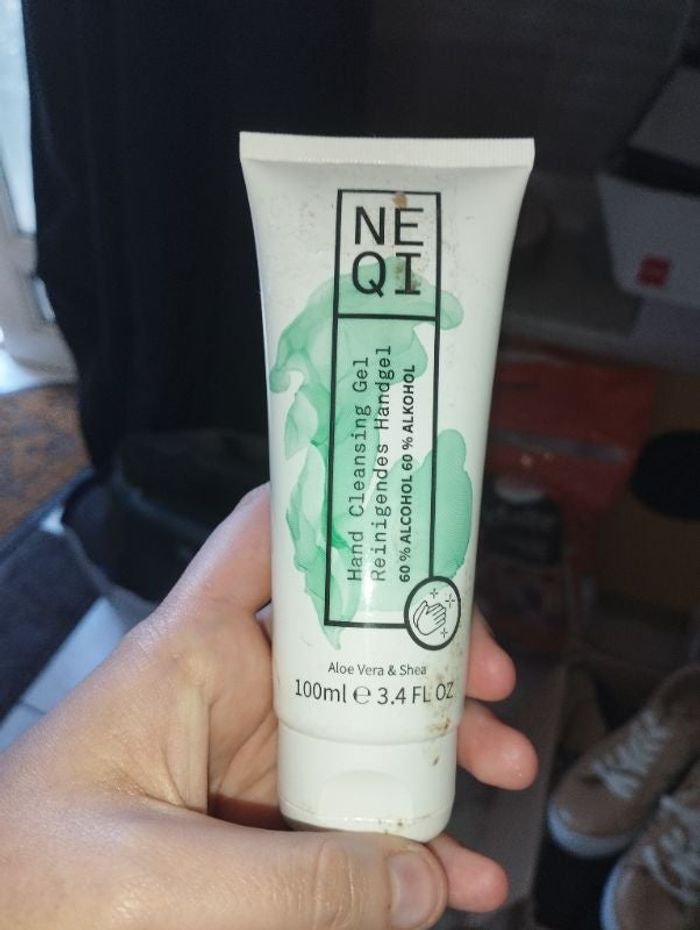 NE
QI
Hand Cleansing Gel
Reinigendes Handgel
60 % ALCOHOL 60 % ALKOHOL
Aloe Vera & Shea
100ml ℮ 3.4 FL OZ